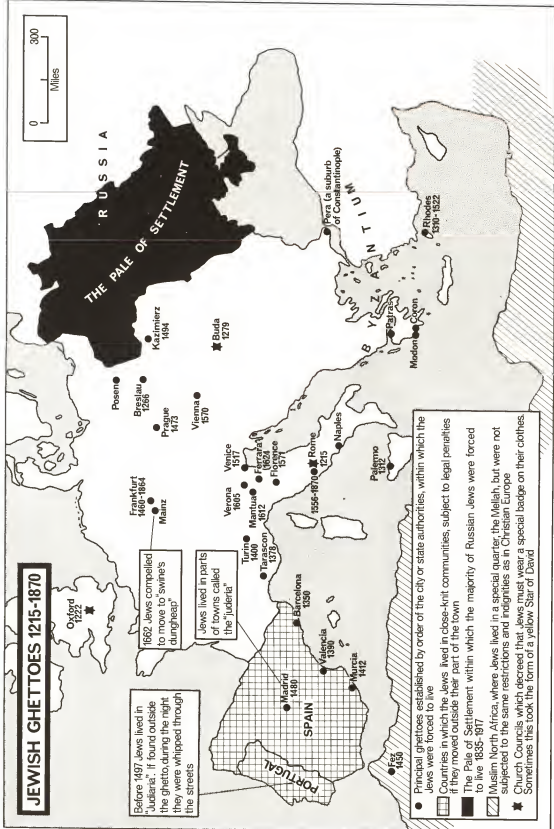 JEWISH GHETTOES 1215-1870
Before 1497 Jews lived in
"Judiaria". If found outside
the ghetto, during the night
they were whipped through
the streets
1662 Jews compelled
to move to "swine's
dungheap"
Jews lived in parts
of towns called
the "juderia"
0 300
Miles
RUSSIA
THE PALE OF SETTLEMENT
Oxford
1222
Frankfurt
1460-1864
Mainz
Posen
Breslau
1266
Prague
1473
Kazimierz
1494
Vienna
1570
Buda
1279
Venice
1517
Verona
1605
Ferrara
1624
Mantua
1612
Florence
1571
Turin
1400
Tarascon
1378
Rome
1215
1556-1870
Naples
Palermo
1312
Barcelona
1350
Valencia
1390
Murcia
1412
Madrid
1480
SPAIN
PORTUGAL
Fez
1450
Pera (a suburb
of Constantinople)
BYZANTIUM
Patras
Modon
Coron
Rhodes
1310-1522
Principal ghettoes established by order of the city or state authorities, within which the
Jews were forced to live
Countries in which the Jews lived in close-knit communities, subject to legal penalties
if they moved outside their part of the town
The Pale of Settlement within which the majority of Russian Jews were forced
to live 1835-1917
Muslim North Africa, where Jews lived in a special quarter, the Mellah, but were not
subjected to the same restrictions and indignities as in Christian Europe
Church Councils which decreed that Jews must wear a special badge on their clothes.
Sometimes this took the form of a yellow Star of David